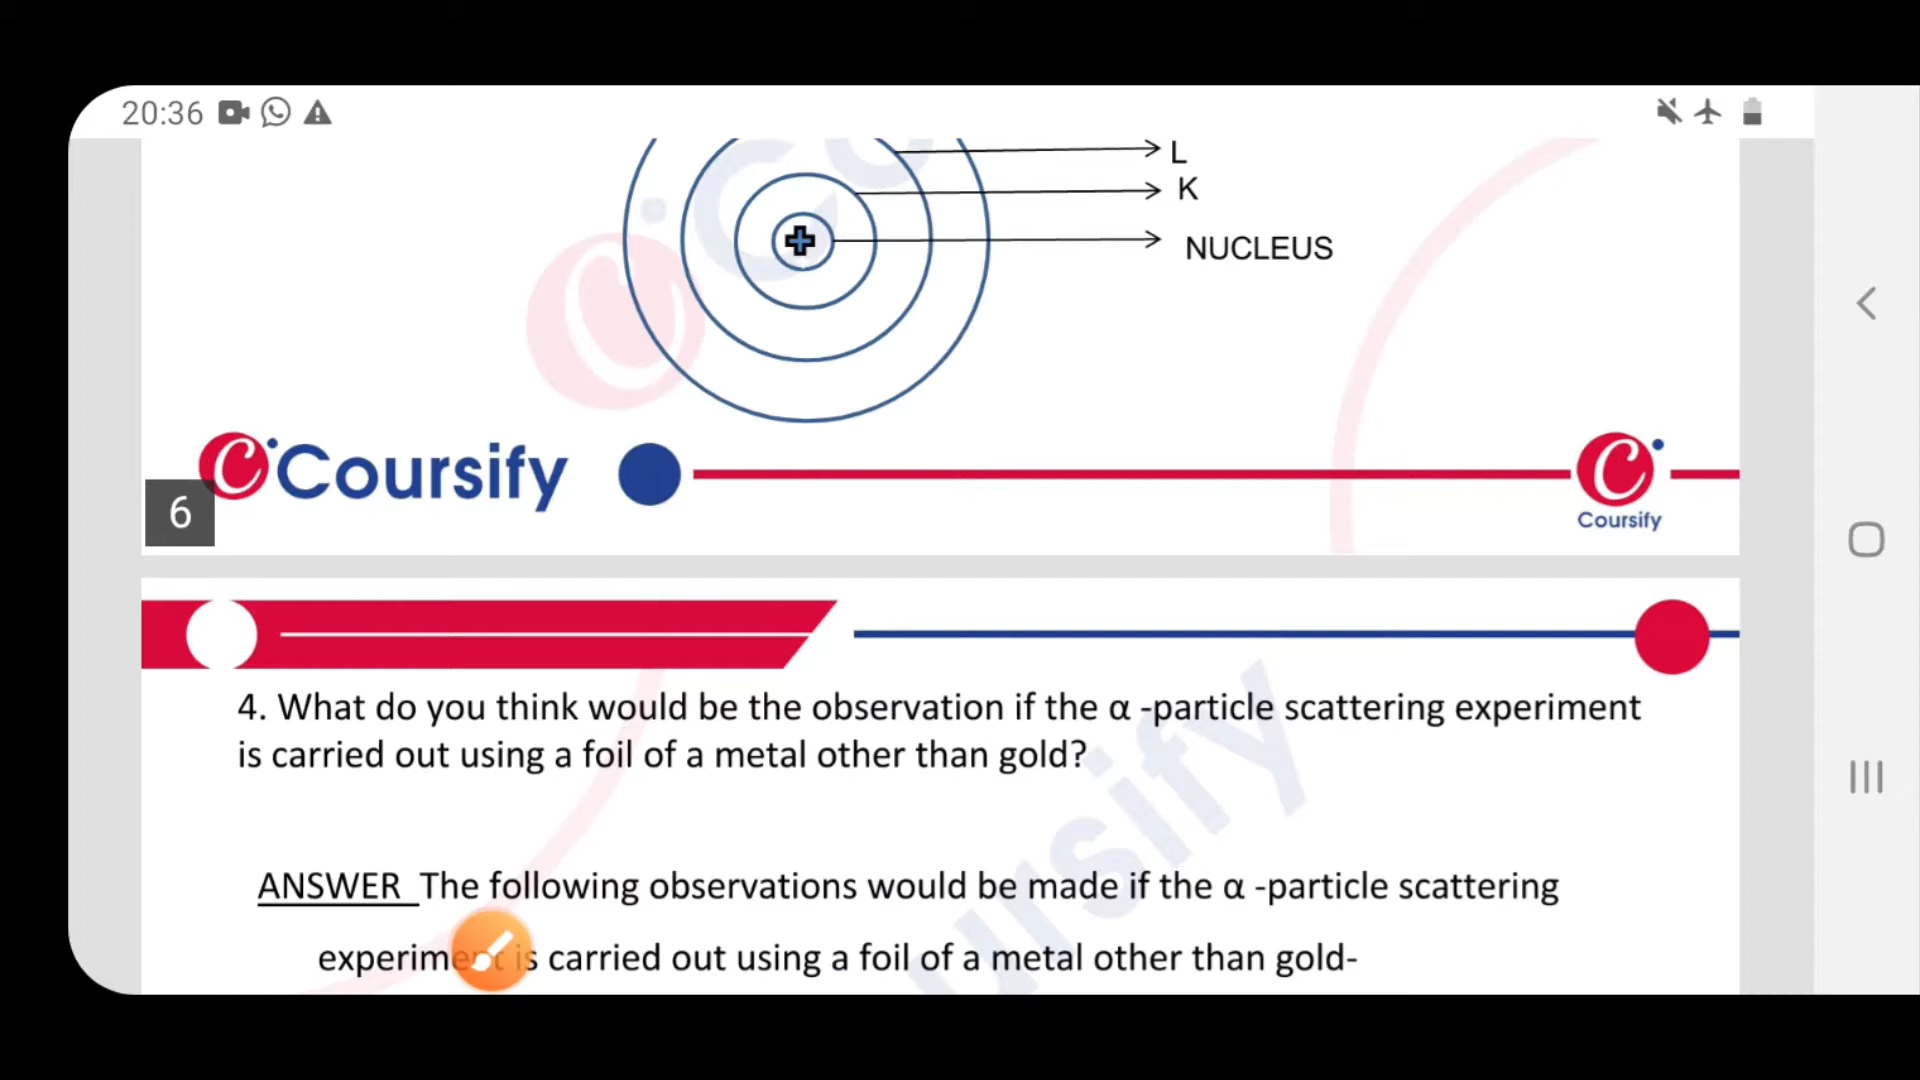 20:36
L
K
NUCLEUS
Coursify
Coursify
6
4. What do you think would be the observation if the α -particle scattering experiment
is carried out using a foil of a metal other than gold?
ANSWER The following observations would be made if the α -particle scattering
experiment is carried out using a foil of a metal other than gold-